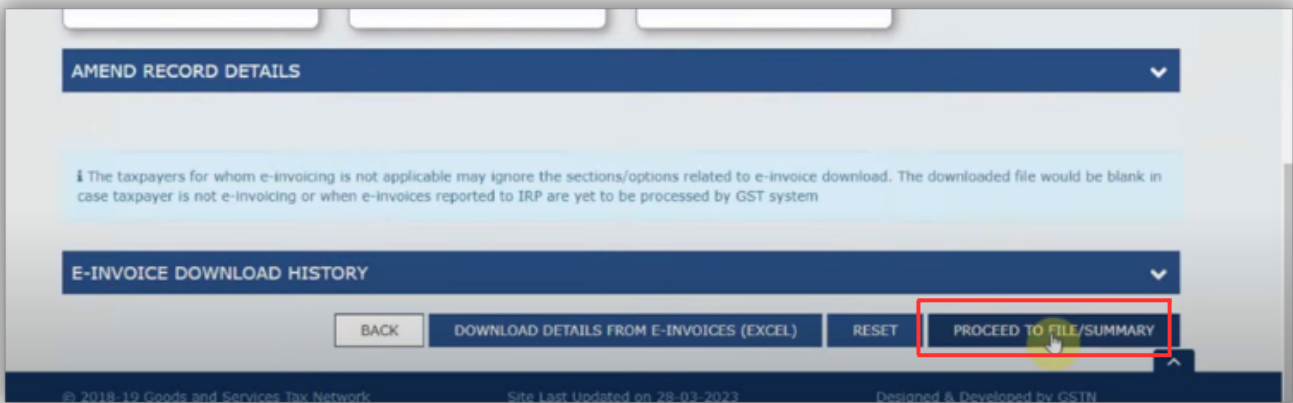 AMEND RECORD DETAILS
i The taxpayers for whom e-invoicing is not applicable may ignore the sections/options related to e-invoice download. The downloaded file would be blank in
case taxpayer is not e-invoicing or when e-invoices reported to IRP are yet to be processed by GST system
E-INVOICE DOWNLOAD HISTORY
BACK DOWNLOAD DETAILS FROM E-INVOICES (EXCEL) RESET PROCEED TO FILE/SUMMARY
© 2018-19 Goods and Services Tax Network Site Last Updated on 28-03-2023 Designed & Developed by GSTN